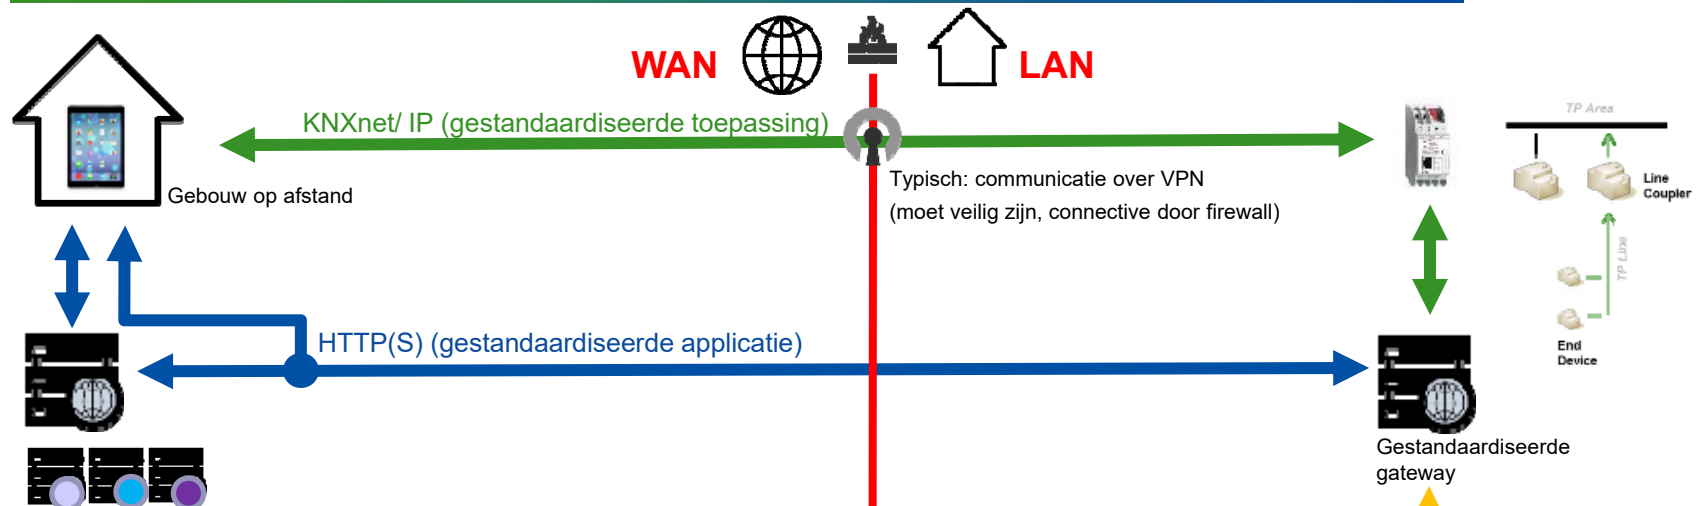 WAN
LAN
KNXnet/ IP (gestandaardiseerde toepassing)
Gebouw op afstand
Typisch: communicatie over VPN
(moet veilig zijn, connective door firewall)
TP Area
Line
Coupler
TP Line
End
Device
HTTP(S) (gestandaardiseerde applicatie)
Gestandaardiseerde
gateway